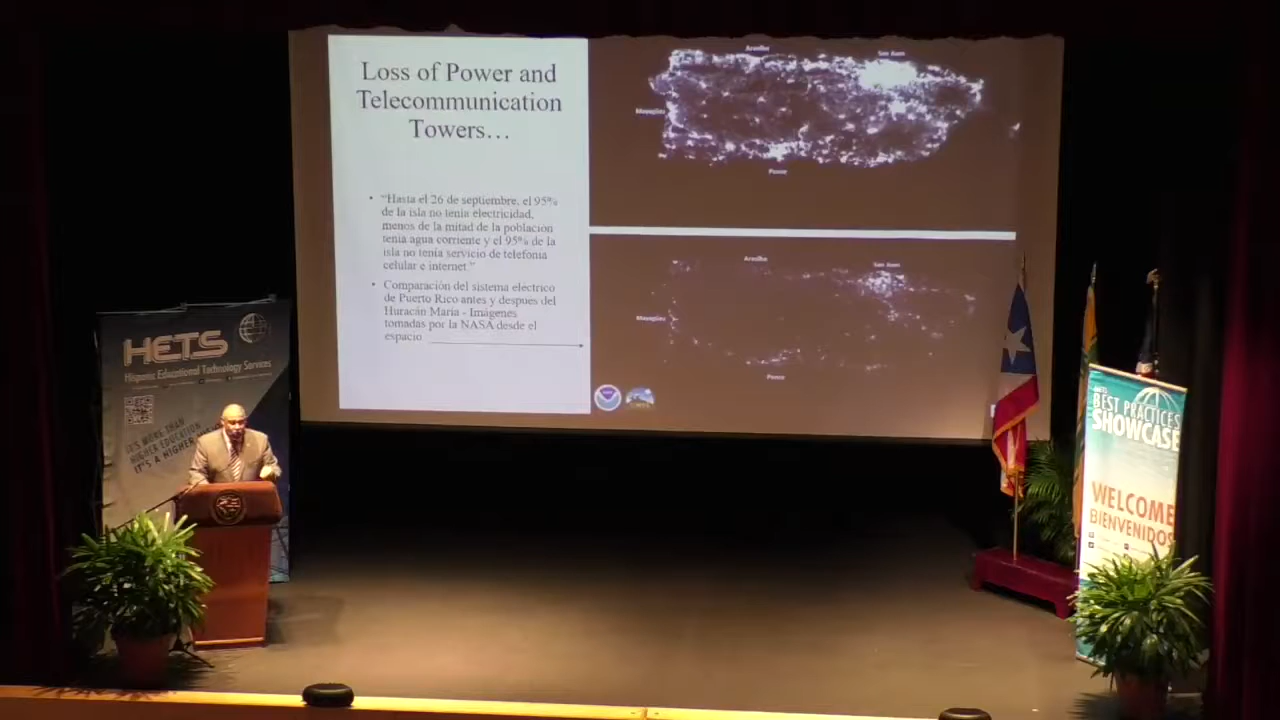 Loss of Power and
Telecommunication
Towers…
• “Hasta el 26 de septiembre, el 95%
de la isla no tenía electricidad,
menos de la mitad de la población
tenía agua corriente y el 95% de la
isla no tenía servicio de telefonía
celular e internet.”
• Comparación del sistema eléctrico
de Puerto Rico antes y después del
Huracán María - Imágenes
tomadas por la NASA desde el
espacio
Arecibo
San Juan
Mayagüez
Ponce
Arecibo
San Juan
Mayagüez
Ponce
HETS
Hispanic Educational Technology Services
IT'S MORE THAN
HIGHER EDUCATION
IT'S A HIGHER
HETS
BEST PRACTICES
SHOWCASE
WELCOME
BIENVENIDOS